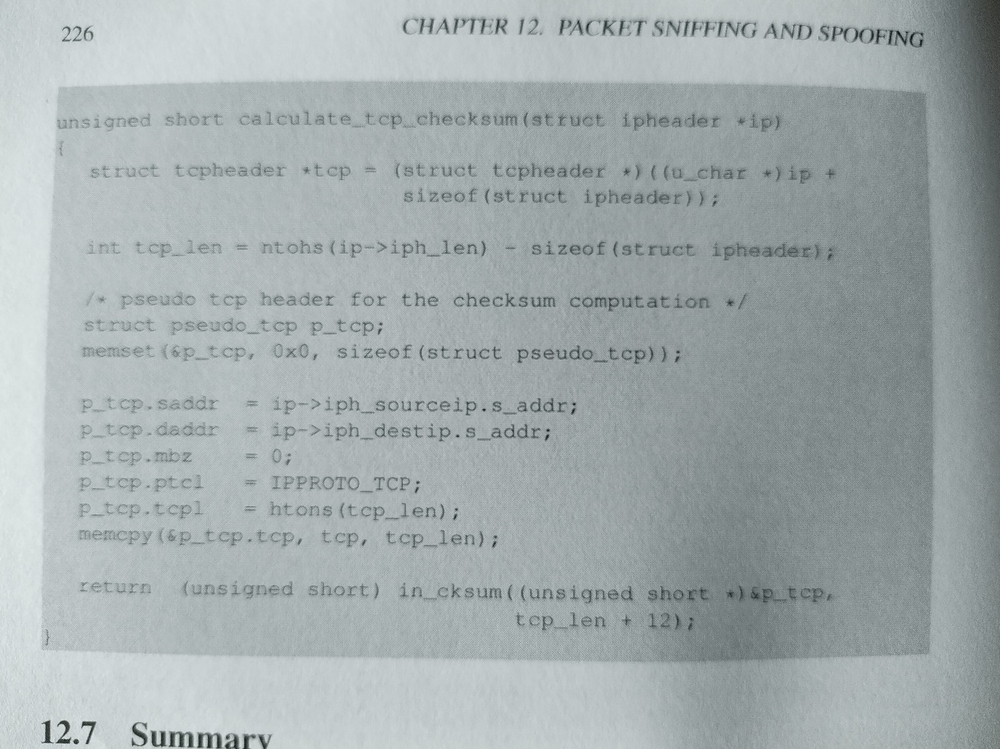 226
CHAPTER 12. PACKET SNIFFING AND SPOOFING
unsigned short calculate_tcp_checksum(struct ipheader *ip)
{
struct tcpheader *tcp = (struct tcpheader *)((u_char *)ip +
sizeof(struct ipheader));
int tcp_len = ntohs(ip->iph_len) - sizeof(struct ipheader);
/* pseudo tcp header for the checksum computation */
struct pseudo_tcp p_tcp;
memset(&p_tcp, 0x0, sizeof(struct pseudo_tcp));
p_tcp.saddr = ip->iph_sourceip.s_addr;
p_tcp.daddr = ip->iph_destip.s_addr;
p_tcp.mbz = 0;
p_tcp.ptcl = IPPROTO_TCP;
p_tcp.tcpl = htons(tcp_len);
memcpy(&p_tcp.tcp, tcp, tcp_len);
return (unsigned short) in_cksum((unsigned short *)&p_tcp,
tcp_len + 12);
}
12.7 Summary